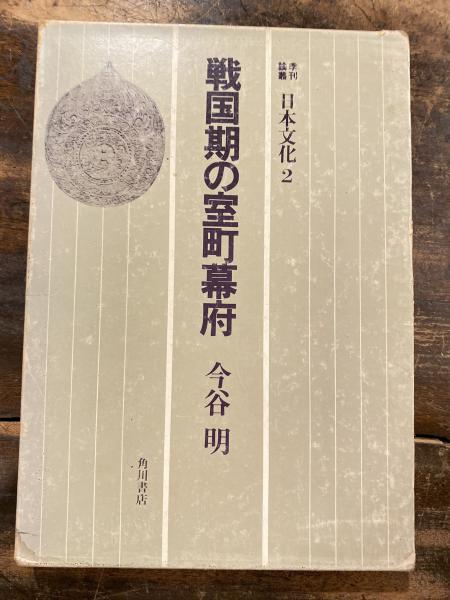 季刊
論叢
日本文化 2
戦国期の室町幕府
今谷 明
角川書店